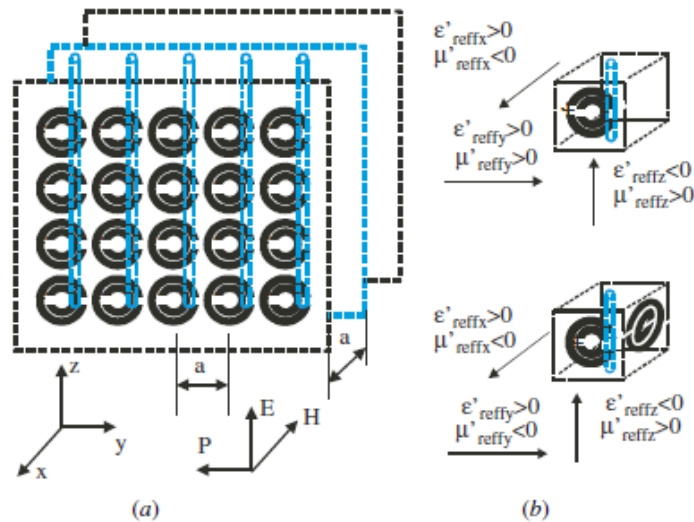 z
y
x
a
a
E
H
P
(a)
ε'reffx>0
μ'reffx<0
ε'reffy>0
μ'reffy>0
ε'reffz<0
μ'reffz>0
ε'reffx>0
μ'reffx<0
ε'reffy>0
μ'reffy<0
ε'reffz<0
μ'reffz>0
(b)